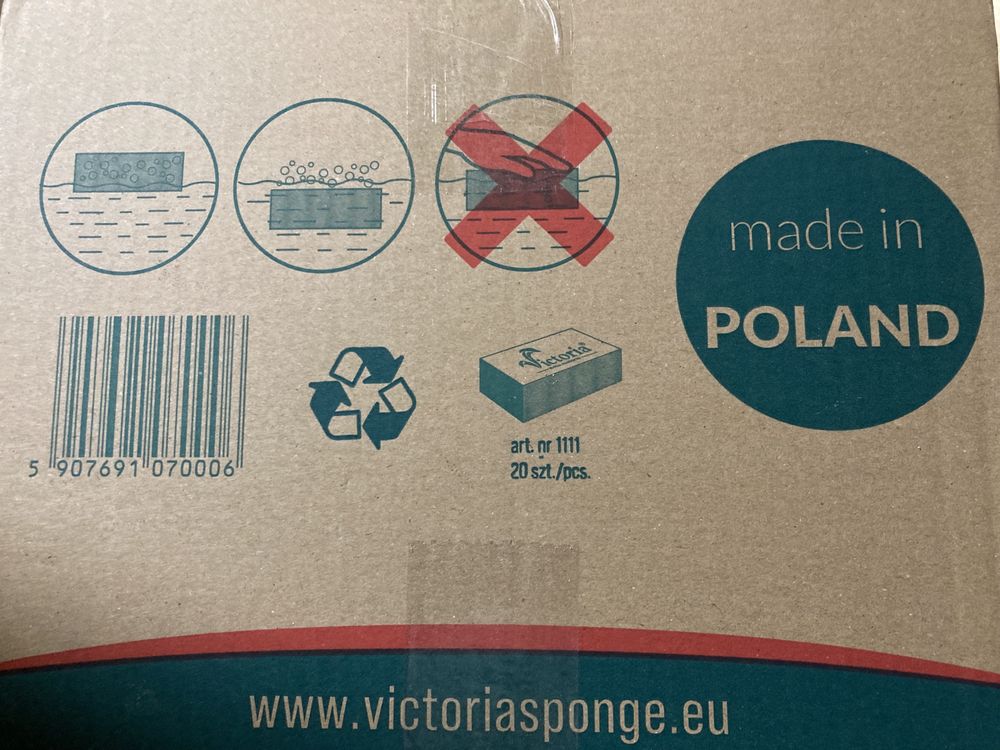 made in
POLAND
5 907691 070006
Victoria®
art. nr 1111
20 szt./pcs.
www.victoriasponge.eu